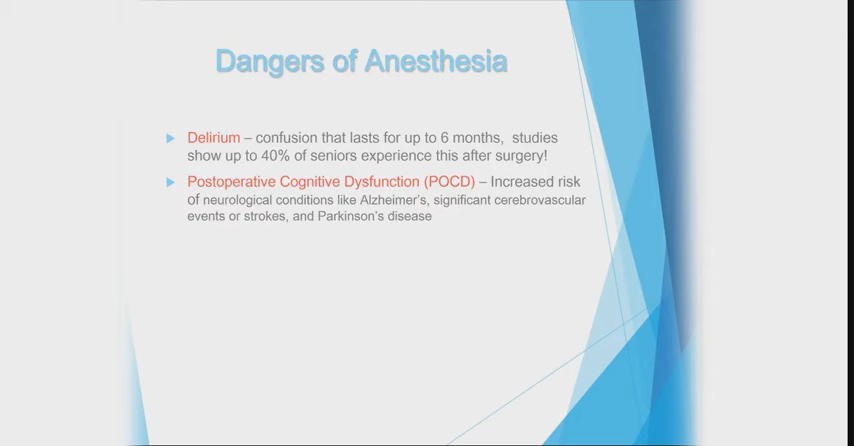 Dangers of Anesthesia
Delirium – confusion that lasts for up to 6 months, studies
show up to 40% of seniors experience this after surgery!
Postoperative Cognitive Dysfunction (POCD) – Increased risk
of neurological conditions like Alzheimer's, significant cerebrovascular
events or strokes, and Parkinson's disease